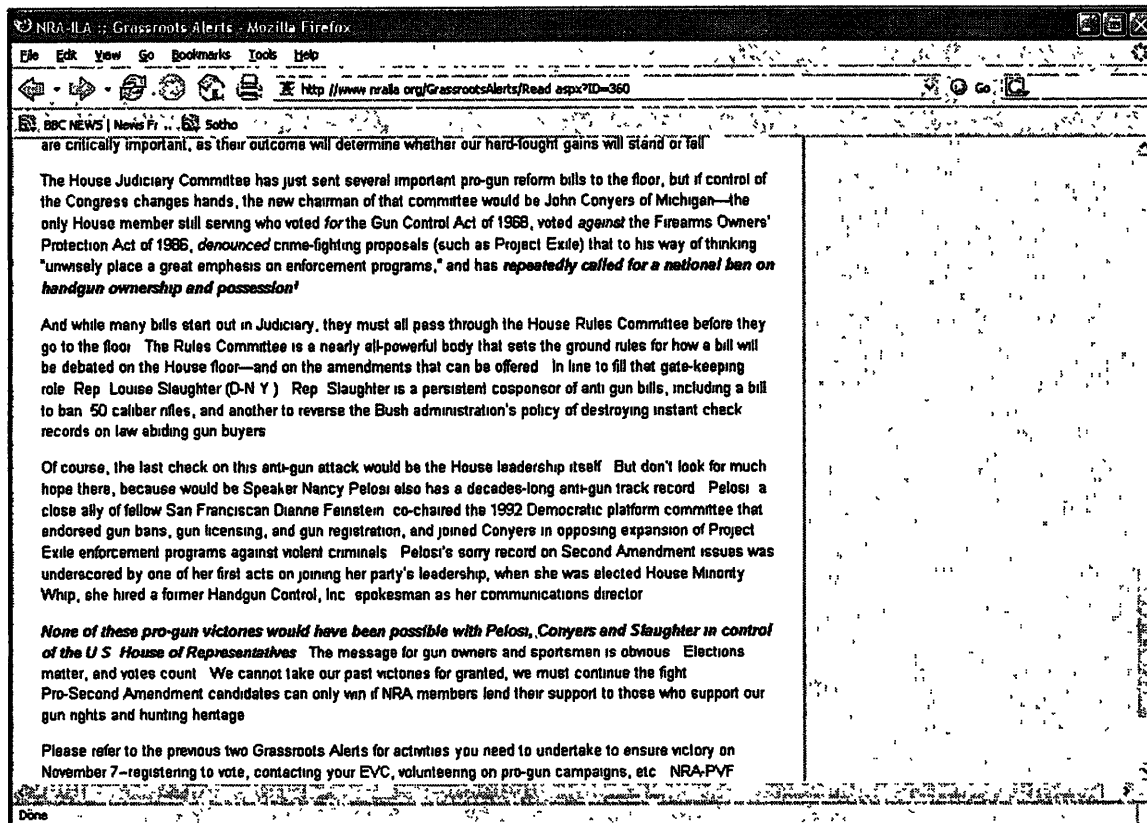 NRA-ILA :: Grassroots Alerts - Mozilla Firefox
File Edit View Go Bookmarks Tools Help
http //www nraila org/GrassrootsAlerts/Read aspx?ID=360 Go
BBC NEWS | News Fr ... Sotho
are critically important, as their outcome will determine whether our hard-fought gains will stand or fall
The House Judiciary Committee has just sent several important pro-gun reform bills to the floor, but if control of
the Congress changes hands, the new chairman of that committee would be John Conyers of Michigan—the
only House member still serving who voted for the Gun Control Act of 1968, voted against the Firearms Owners'
Protection Act of 1986, denounced crime-fighting proposals (such as Project Exile) that to his way of thinking
"unwisely place a great emphasis on enforcement programs," and has repeatedly called for a national ban on
handgun ownership and possession!
And while many bills start out in Judiciary, they must all pass through the House Rules Committee before they
go to the floor The Rules Committee is a nearly all-powerful body that sets the ground rules for how a bill will
be debated on the House floor—and on the amendments that can be offered In line to fill that gate-keeping
role Rep Louise Slaughter (D-N Y ) Rep Slaughter is a persistent cosponsor of anti gun bills, including a bill
to ban 50 caliber rifles, and another to reverse the Bush administration's policy of destroying instant check
records on law abiding gun buyers
Of course, the last check on this anti-gun attack would be the House leadership itself But don't look for much
hope there, because would be Speaker Nancy Pelosi also has a decades-long anti-gun track record Pelosi a
close ally of fellow San Franciscan Dianne Feinstein co-chaired the 1992 Democratic platform committee that
endorsed gun bans, gun licensing, and gun registration, and joined Conyers in opposing expansion of Project
Exile enforcement programs against violent criminals Pelosi's sorry record on Second Amendment issues was
underscored by one of her first acts on joining her party's leadership, when she was elected House Minority
Whip, she hired a former Handgun Control, Inc spokesman as her communications director
None of these pro-gun victories would have been possible with Pelosi, Conyers and Slaughter in control
of the U S House of Representatives The message for gun owners and sportsmen is obvious Elections
matter, and votes count We cannot take our past victories for granted, we must continue the fight
Pro-Second Amendment candidates can only win if NRA members lend their support to those who support our
gun rights and hunting heritage
Please refer to the previous two Grassroots Alerts for activities you need to undertake to ensure victory on
November 7–registering to vote, contacting your EVC, volunteering on pro-gun campaigns, etc NRA-PVF
Done